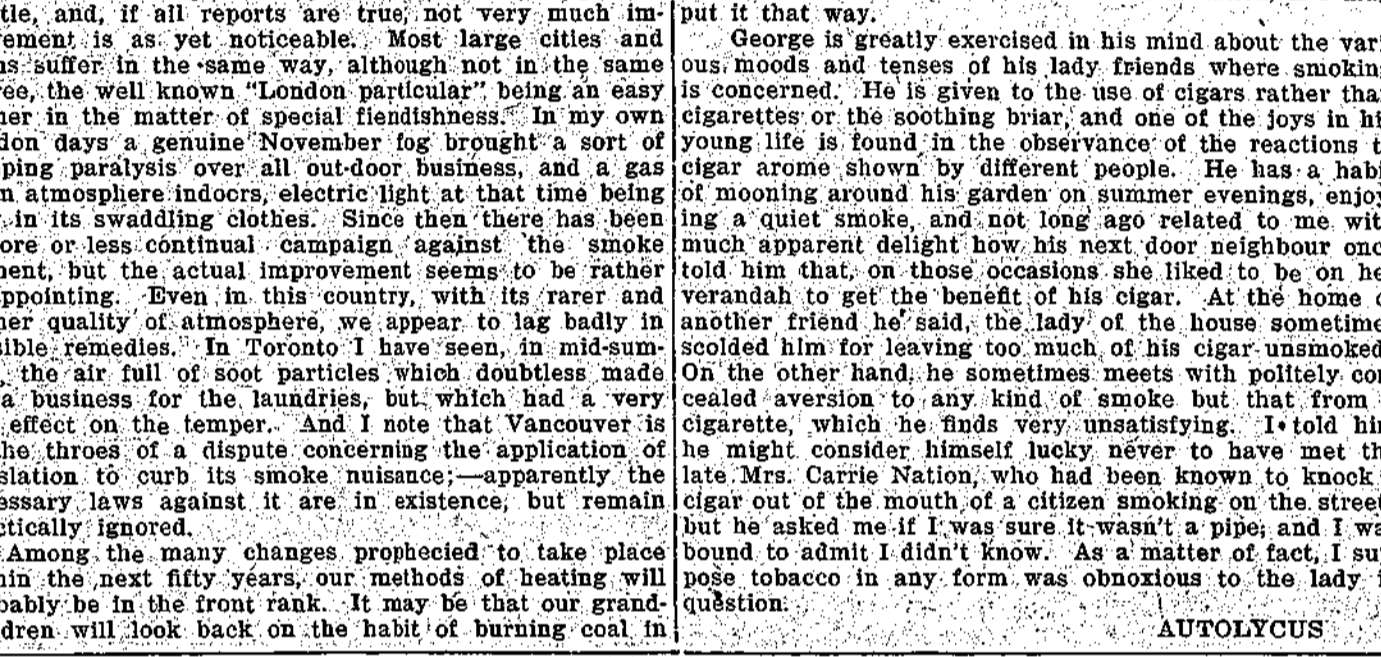 tle, and, if all reports are true, not very much im-
ement is as yet noticeable. Most large cities and
ns suffer in the same way, although not in the same
ee, the well known "London particular" being an easy
ner in the matter of special fiendishness. In my own
don days a genuine November fog brought a sort of
ping paralysis over all out-door business, and a gas
n atmosphere indoors, electric light at that time being
in its swaddling clothes. Since then there has been
ore or less continual campaign against the smoke
ent, but the actual improvement seems to be rather
ppointing. Even in this country, with its rarer and
her quality of atmosphere, we appear to lag badly in
sible remedies. In Toronto I have seen, in mid-sum-
, the air full of soot particles which doubtless made
a business for the laundries, but which had a very
effect on the temper. And I note that Vancouver is
he throes of a dispute concerning the application of
slation to curb its smoke nuisance;—apparently the
essary laws against it are in existence, but remain
ctically ignored.
Among the many changes prophecied to take place
hin the next fifty years, our methods of heating will
bably be in the front rank. It may be that our grand-
dren will look back on the habit of burning coal in
put it that way.
George is greatly exercised in his mind about the vari
ous moods and tenses of his lady friends where smokin
is concerned. He is given to the use of cigars rather tha
cigarettes or the soothing briar, and one of the joys in hi
young life is found in the observance of the reactions t
cigar arome shown by different people. He has a habi
of mooning around his garden on summer evenings, enjoy
ing a quiet smoke, and not long ago related to me wit
much apparent delight how his next door neighbour onc
told him that, on those occasions she liked to be on he
verandah to get the benefit of his cigar. At the home o
another friend he said, the lady of the house sometime
scolded him for leaving too much of his cigar unsmoked
On the other hand, he sometimes meets with politely con
cealed aversion to any kind of smoke but that from
cigarette, which he finds very unsatisfying. I told hi
he might consider himself lucky never to have met th
late Mrs. Carrie Nation, who had been known to knock
cigar out of the mouth of a citizen smoking on the street
but he asked me if I was sure it wasn't a pipe; and I wa
bound to admit I didn't know. As a matter of fact, I su
pose tobacco in any form was obnoxious to the lady i
question.
AUTOLYCUS